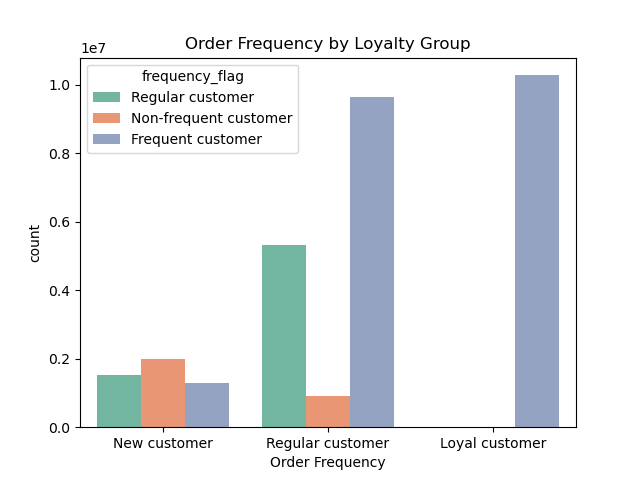 Order Frequency by Loyalty Group
1e7
frequency_flag
Regular customer
Non-frequent customer
Frequent customer
1.0
0.8
0.6
0.4
0.2
0.0
count
New customer
Regular customer
Loyal customer
Order Frequency